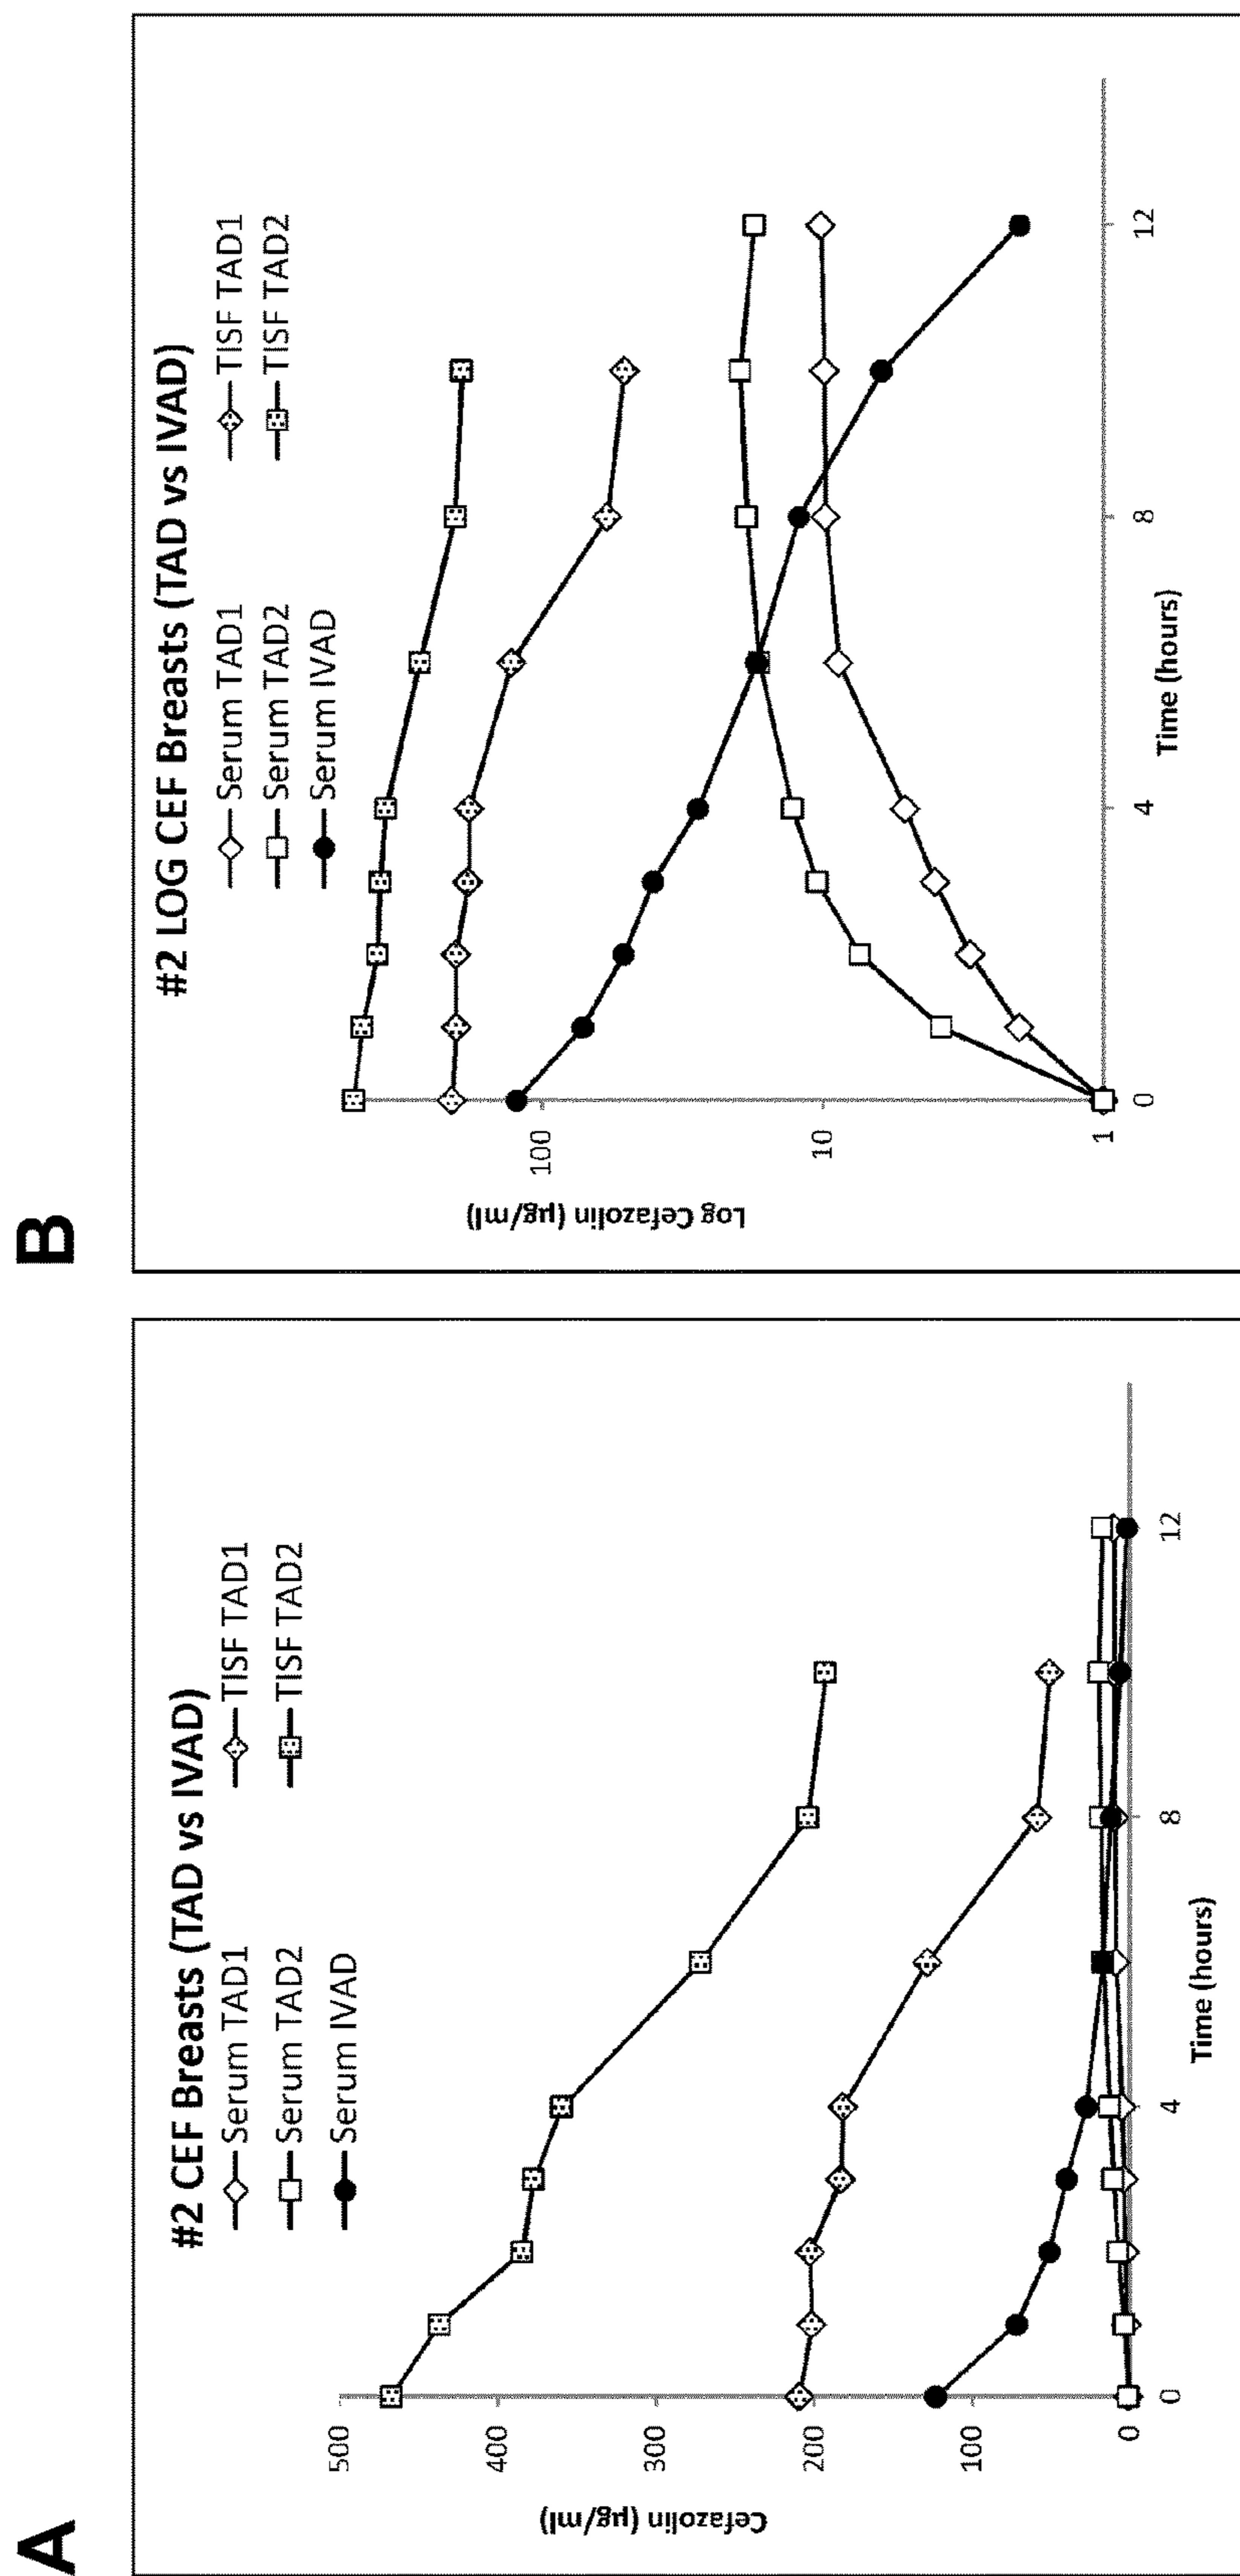 A
#2 CEF Breasts (TAD vs IVAD)
Serum TAD1 TISF TAD1
Serum TAD2 TISF TAD2
Serum IVAD
500
400
300
200
100
0
Cefazolin (µg/ml)
0 4 8 12
Time (hours)
B
#2 LOG CEF Breasts (TAD vs IVAD)
Serum TAD1 TISF TAD1
Serum TAD2 TISF TAD2
Serum IVAD
100
10
1
Log Cefazolin (µg/ml)
0 4 8 12
Time (hours)